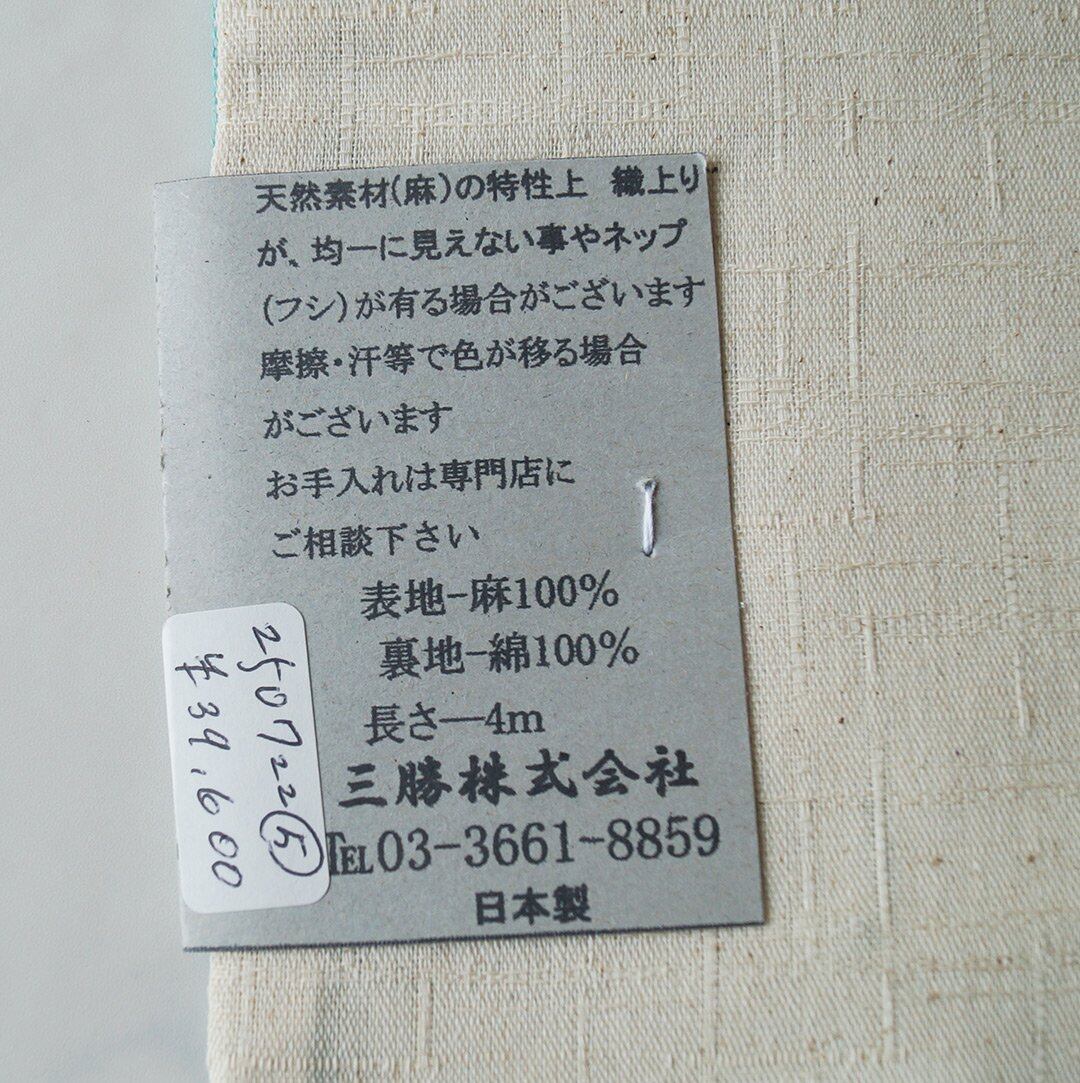 天然素材(麻)の特性上　織上り
が、均一に見えない事やネップ
(フシ)が有る場合がございます
摩擦・汗等で色が移る場合
がございます
お手入れは専門店に
ご相談下さい
表地-麻100%
裏地-綿100%
長さ―4m
三勝株式会社
TEL03-3661-8859
日本製
250722⑤
¥39.600